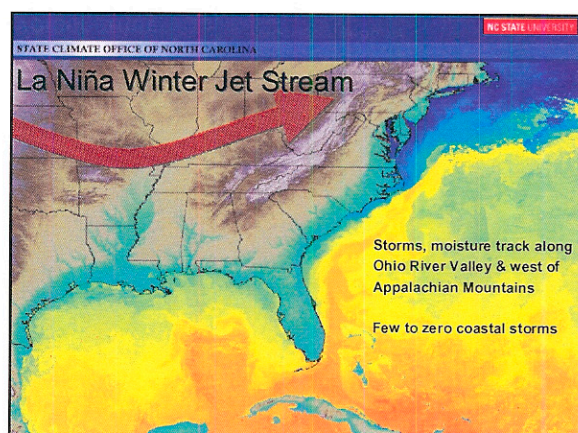 NC STATE UNIVERSITY
STATE CLIMATE OFFICE OF NORTH CAROLINA
La Niña Winter Jet Stream
Storms, moisture track along
Ohio River Valley & west of
Appalachian Mountains
Few to zero coastal storms